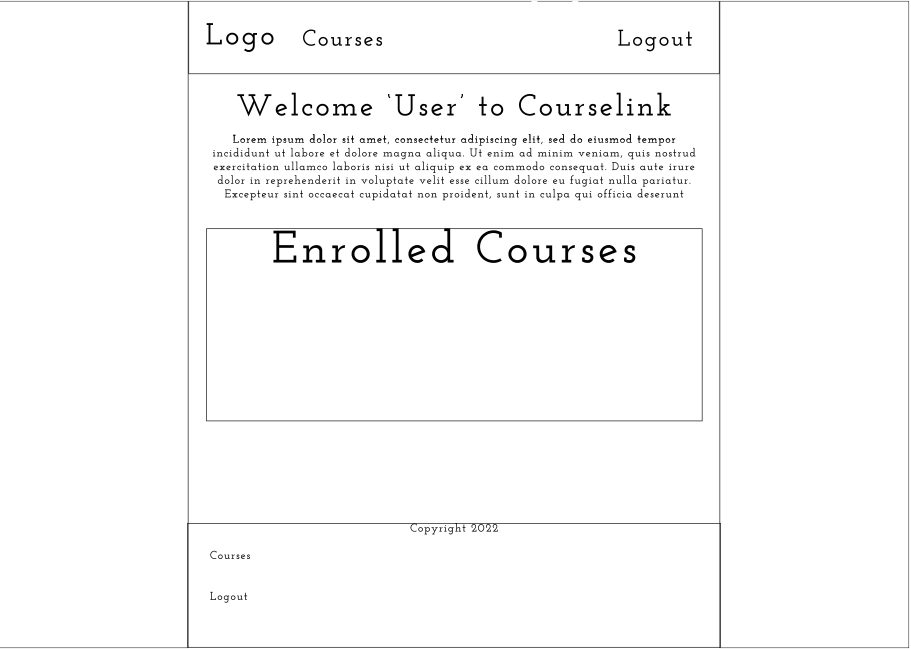 Logo Courses Logout
Welcome ‘User’ to Courselink
Lorem ipsum dolor sit amet, consectetur adipiscing elit, sed do eiusmod tempor
incididunt ut labore et dolore magna aliqua. Ut enim ad minim veniam, quis nostrud
exercitation ullamco laboris nisi ut aliquip ex ea commodo consequat. Duis aute irure
dolor in reprehenderit in voluptate velit esse cillum dolore eu fugiat nulla pariatur.
Excepteur sint occaecat cupidatat non proident, sunt in culpa qui officia deserunt
Enrolled Courses
Copyright 2022
Courses
Logout